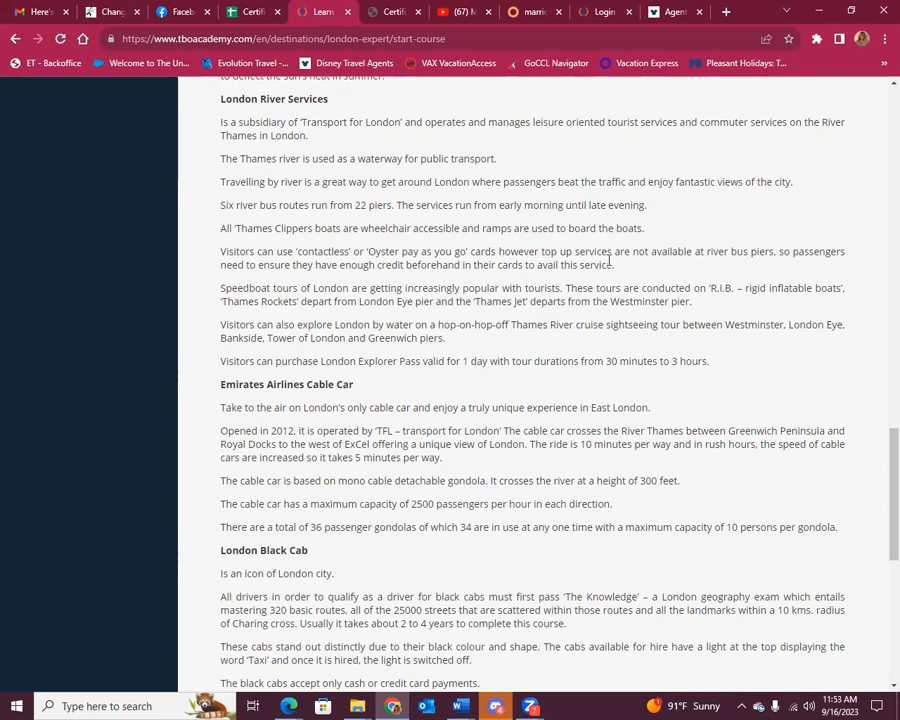 Here's
Chang
Faceb
Certifi
Learn
Certifi
(67) M
marri
Login
Agent
https://www.tboacademy.com/en/destinations/london-expert/start-course
ET - Backoffice
Welcome to The Un...
Evolution Travel -...
Disney Travel Agents
VAX VacationAccess
GoCCL Navigator
Vacation Express
Pleasant Holidays: T...
»
to deflect the sun's heat in summer.
London River Services
Is a subsidiary of 'Transport for London' and operates and manages leisure oriented tourist services and commuter services on the River
Thames in London.
The Thames river is used as a waterway for public transport.
Travelling by river is a great way to get around London where passengers beat the traffic and enjoy fantastic views of the city.
Six river bus routes run from 22 piers. The services run from early morning until late evening.
All 'Thames Clippers boats are wheelchair accessible and ramps are used to board the boats.
Visitors can use 'contactless' or 'Oyster pay as you go' cards however top up services are not available at river bus piers, so passengers
need to ensure they have enough credit beforehand in their cards to avail this service.
Speedboat tours of London are getting increasingly popular with tourists. These tours are conducted on 'R.I.B. – rigid inflatable boats',
'Thames Rockets' depart from London Eye pier and the 'Thames Jet' departs from the Westminster pier.
Visitors can also explore London by water on a hop-on-hop-off Thames River cruise sightseeing tour between Westminster, London Eye,
Bankside, Tower of London and Greenwich piers.
Visitors can purchase London Explorer Pass valid for 1 day with tour durations from 30 minutes to 3 hours.
Emirates Airlines Cable Car
Take to the air on London's only cable car and enjoy a truly unique experience in East London.
Opened in 2012, it is operated by 'TFL – transport for London' The cable car crosses the River Thames between Greenwich Peninsula and
Royal Docks to the west of ExCel offering a unique view of London. The ride is 10 minutes per way and in rush hours, the speed of cable
cars are increased so it takes 5 minutes per way.
The cable car is based on mono cable detachable gondola. It crosses the river at a height of 300 feet.
The cable car has a maximum capacity of 2500 passengers per hour in each direction.
There are a total of 36 passenger gondolas of which 34 are in use at any one time with a maximum capacity of 10 persons per gondola.
London Black Cab
Is an icon of London city.
All drivers in order to qualify as a driver for black cabs must first pass 'The Knowledge' – a London geography exam which entails
mastering 320 basic routes, all of the 25000 streets that are scattered within those routes and all the landmarks within a 10 kms. radius
of Charing cross. Usually it takes about 2 to 4 years to complete this course.
These cabs stand out distinctly due to their black colour and shape. The cabs available for hire have a light at the top displaying the
word 'Taxi' and once it is hired, the light is switched off.
The black cabs accept only cash or credit card payments.
Type here to search
91°F Sunny
11:53 AM
9/16/2023